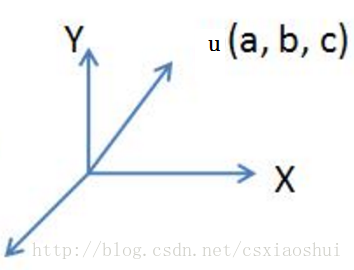 Y
u (a, b, c)
X
http://blog.csdn.net/csxiaoshui